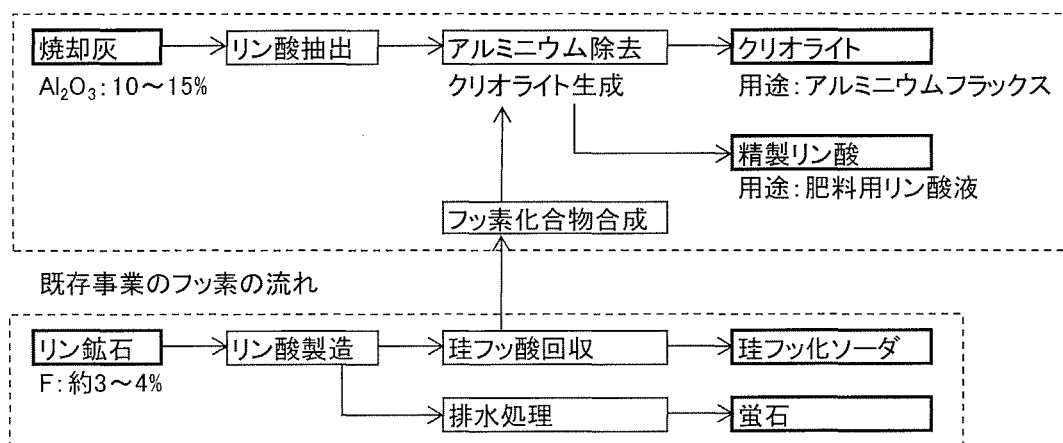 焼却灰
リン酸抽出
アルミニウム除去
クリオライト
Al₂O₃:10～15%
クリオライト生成
用途:アルミニウムフラックス
精製リン酸
用途:肥料用リン酸液
フッ素化合物合成
既存事業のフッ素の流れ
リン鉱石
リン酸製造
珪フッ酸回収
珪フッ化ソーダ
F:約3～4%
排水処理
蛍石